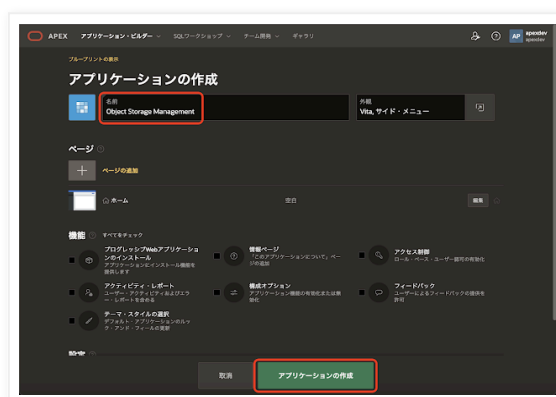 APEX アプリケーション・ビルダー SQLワークショップ チーム開発 ギャラリ AP apexdev
apexdev
ブループリントの表示
アプリケーションの作成
名前
Object Storage Management
外観
Vita, サイド・メニュー
ページ
ページの追加
ホーム 空白 編集
機能 すべてをチェック
プログレッシブWebアプリケーションのインストール
アプリケーションにインストール機能を提供します
情報ページ
「このアプリケーションについて」ページの追加
アクセス制御
ロール・ベース・ユーザー認可の有効化
アクティビティ・レポート
ユーザー・アクティビティおよびエラー・レポートを含める
構成オプション
アプリケーション機能の有効化または無効化
フィードバック
ユーザーによるフィードバックの提供を許可
テーマ・スタイルの選択
デフォルト・アプリケーションのルック・アンド・フィールの更新
設定
取消 アプリケーションの作成